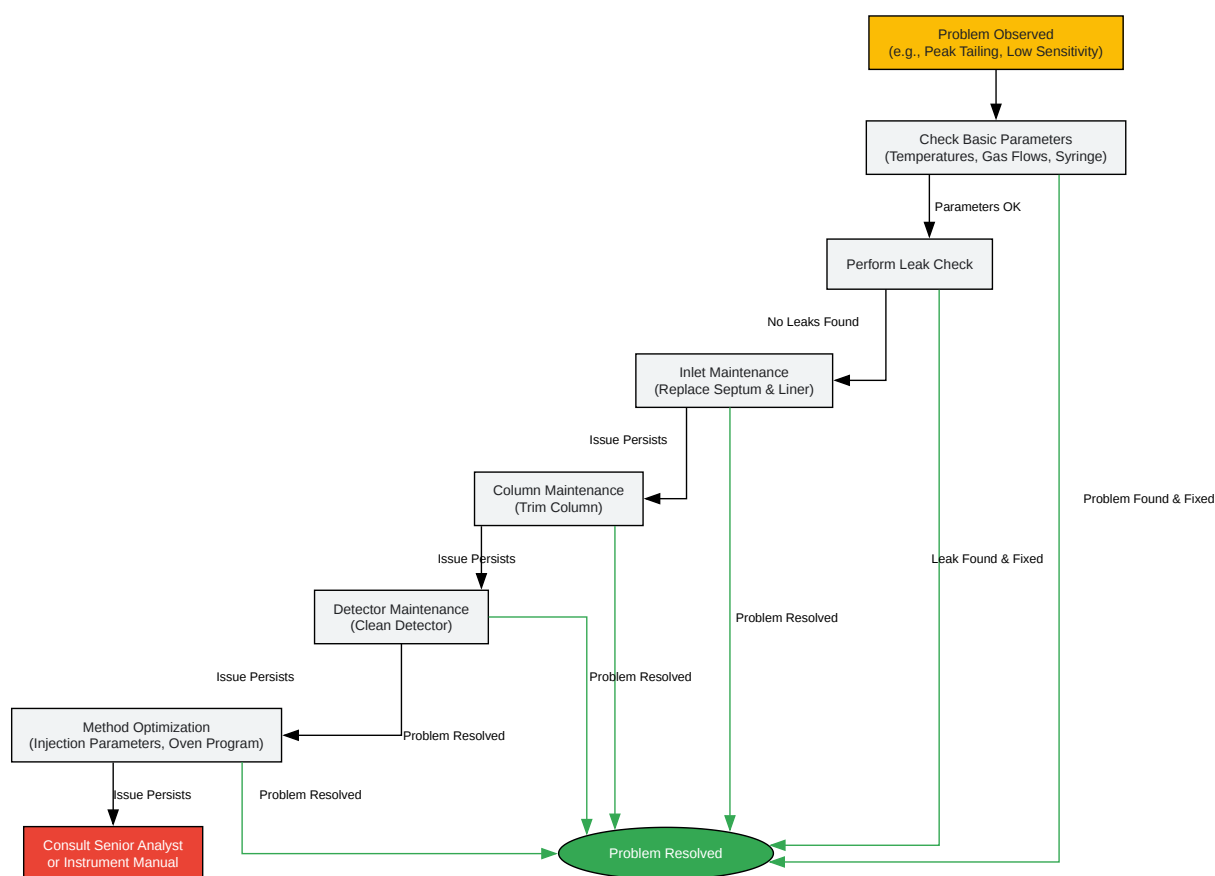 Problem Observed
(e.g., Peak Tailing, Low Sensitivity)
Check Basic Parameters
(Temperatures, Gas Flows, Syringe)
Parameters OK
Perform Leak Check
No Leaks Found
Inlet Maintenance
(Replace Septum & Liner)
Issue Persists
Column Maintenance
(Trim Column)
Problem Found & Fixed
Issue Persists
Leak Found & Fixed
Detector Maintenance
(Clean Detector)
Problem Resolved
Issue Persists
Problem Resolved
Method Optimization
(Injection Parameters, Oven Program)
Problem Resolved
Issue Persists
Problem Resolved
Consult Senior Analyst
or Instrument Manual
Problem Resolved